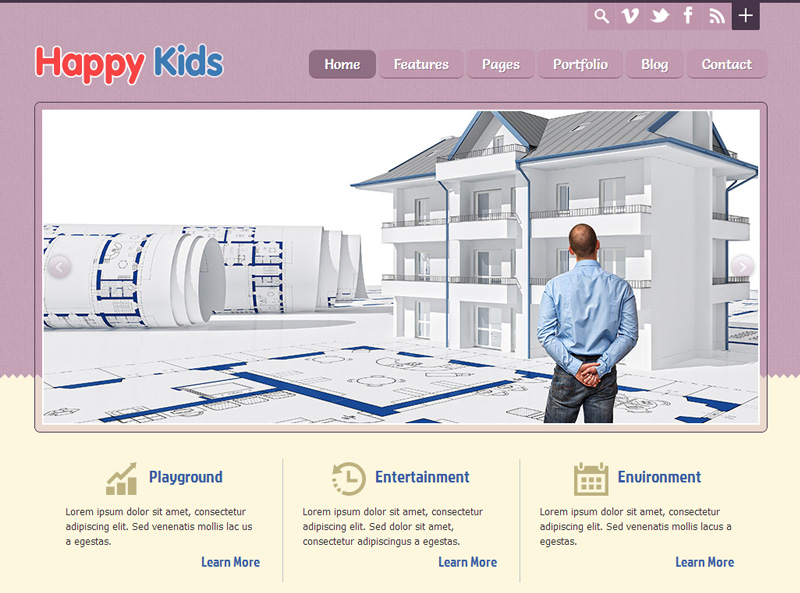 Happy Kids
Home Features Pages Portfolio Blog Contact
Playground
Lorem ipsum dolor sit amet, consectetur
adipiscing elit. Sed venenatis mollis lac us
a egestas.
Learn More
Entertainment
Lorem ipsum dolor sit amet, consectetur
adipiscing elit. Sed dolor sit amet,
consectetur adipiscingus a egestas.
Learn More
Environment
Lorem ipsum dolor sit amet, consectetur
adipiscing elit. Sed venenatis mollis lacus a
egestas.
Learn More